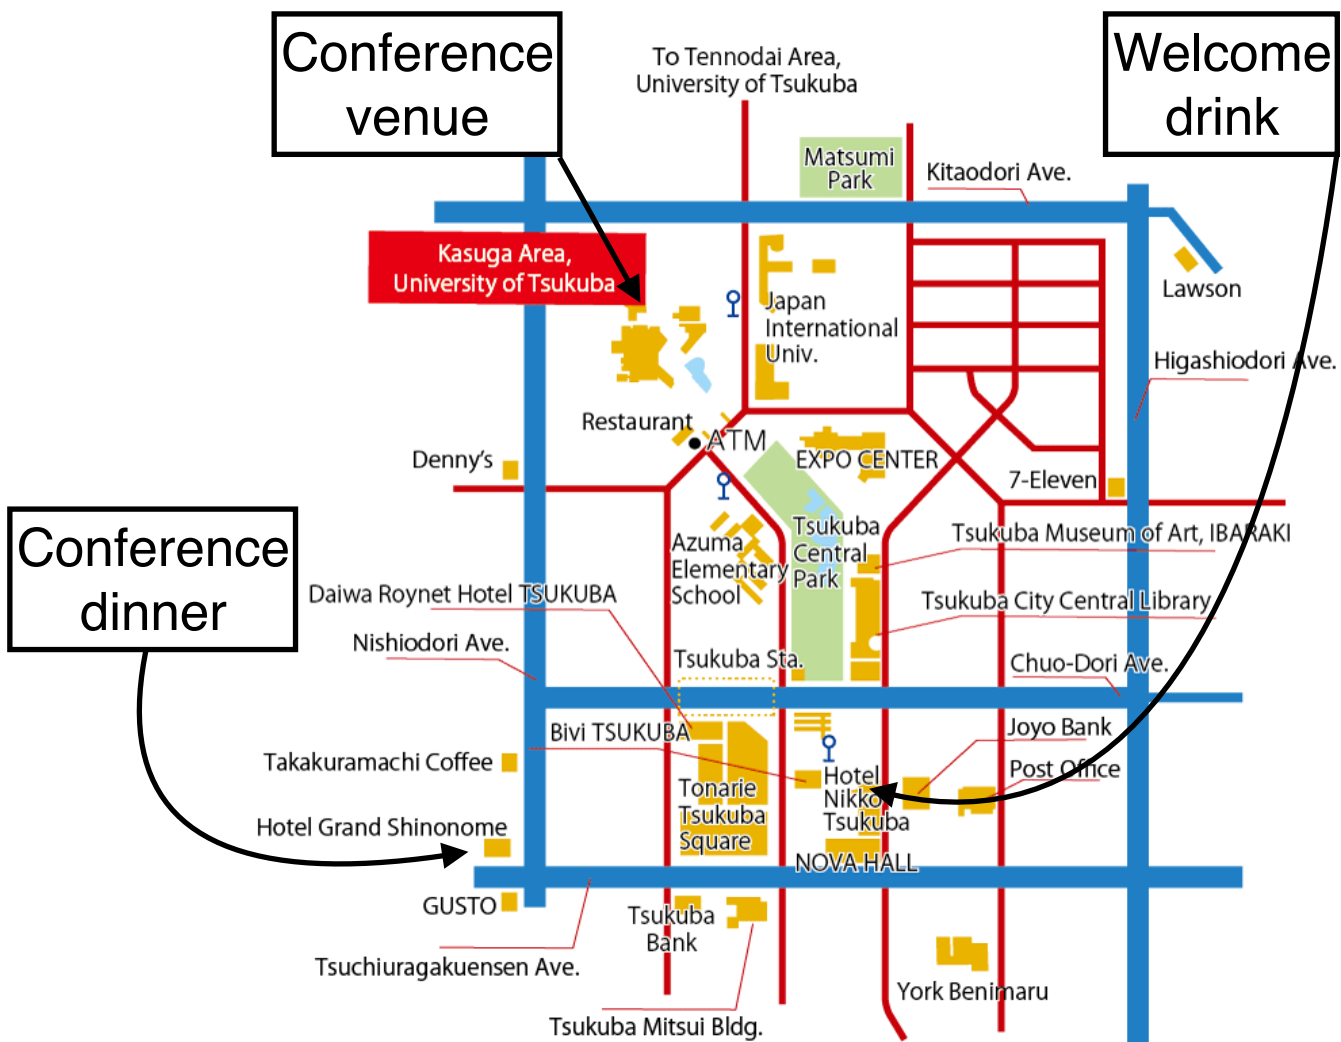 Conference
venue
Welcome
drink
To Tennodai Area,
University of Tsukuba
Matsumi
Park
Kitaodori Ave.
Kasuga Area,
University of Tsukuba
Lawson
Japan
International
Univ.
Higashiodori Ave.
Restaurant
ATM
Denny's
EXPO CENTER
7-Eleven
Conference
dinner
Azuma
Elementary
School
Tsukuba
Central
Park
Tsukuba Museum of Art, IBARAKI
Daiwa Roynet Hotel TSUKUBA
Tsukuba City Central Library
Nishiodori Ave.
Tsukuba Sta.
Chuo-Dori Ave.
Bivi TSUKUBA
Joyo Bank
Takakuramachi Coffee
Tonarie
Tsukuba
Square
Hotel
Nikko
Tsukuba
Post Office
Hotel Grand Shinonome
NOVA HALL
GUSTO
Tsukuba
Bank
Tsuchiuragakuensen Ave.
York Benimaru
Tsukuba Mitsui Bldg.